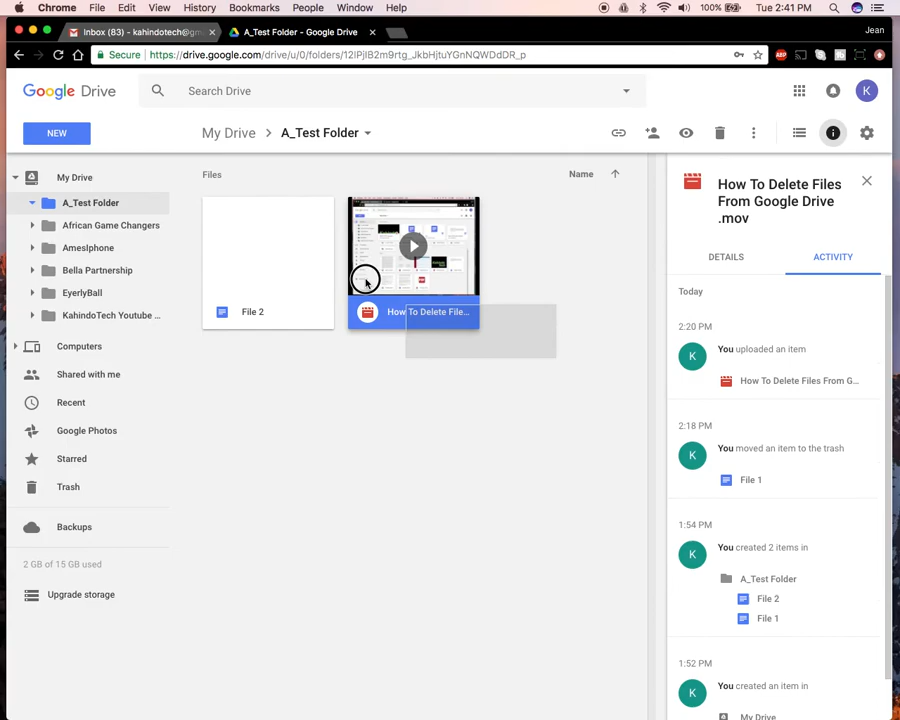 Chrome File Edit View History Bookmarks People Window Help 100% Tue 2:41 PM
Inbox (83) - kahindotech@gm A_Test Folder - Google Drive Jean
Secure https://drive.google.com/drive/u/0/folders/12lPjlB2m9rtg_JkbHjtuYGnNQWDdDR_p
Google Drive Search Drive K
NEW My Drive A_Test Folder
Files Name
My Drive
A_Test Folder
African Game Changers
AmesIphone
Bella Partnership
EyerlyBall
KahindoTech Youtube ...
Computers
Shared with me
Recent
Google Photos
Starred
Trash
Backups
2 GB of 15 GB used
Upgrade storage
File 2
How To Delete File...
How To Delete Files
From Google Drive
.mov
DETAILS ACTIVITY
Today
2:20 PM
K You uploaded an item
How To Delete Files From G...
2:18 PM
K You moved an item to the trash
File 1
1:54 PM
K You created 2 items in
A_Test Folder
File 2
File 1
1:52 PM
K You created an item in
My Drive